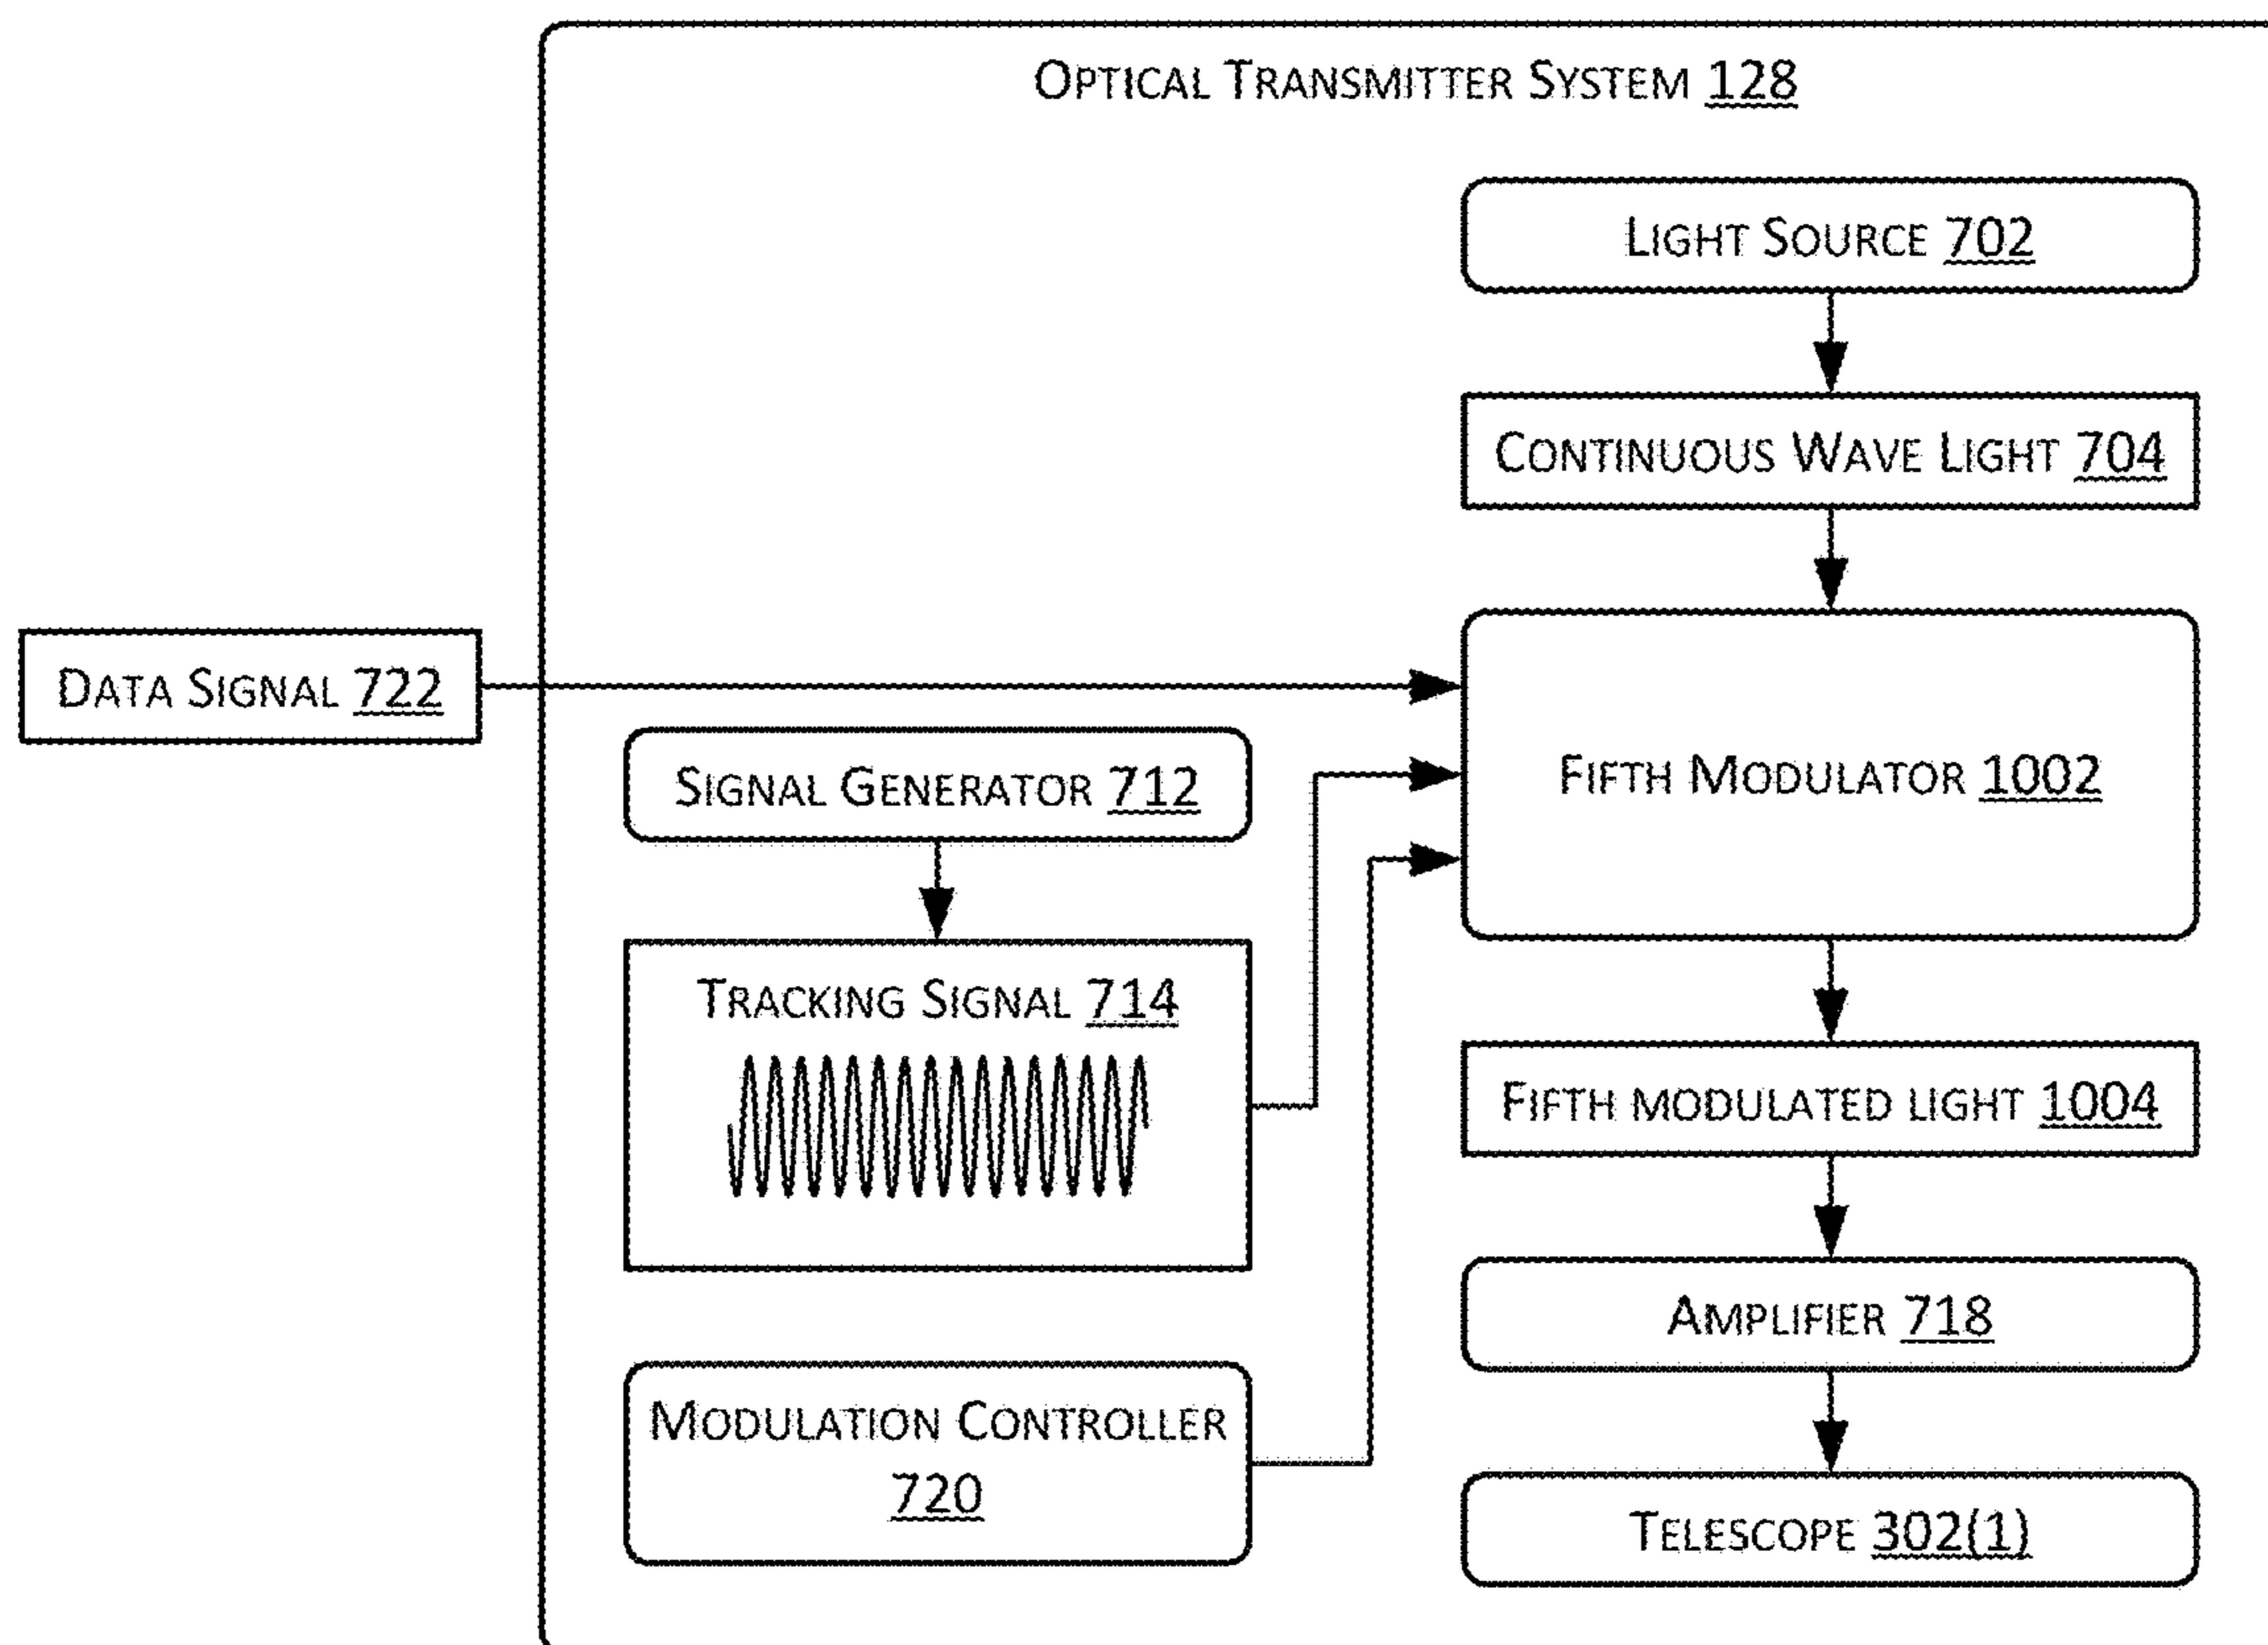 OPTICAL TRANSMITTER SYSTEM 128
LIGHT SOURCE 702
CONTINUOUS WAVE LIGHT 704
DATA SIGNAL 722
SIGNAL GENERATOR 712
FIFTH MODULATOR 1002
TRACKING SIGNAL 714
FIFTH MODULATED LIGHT 1004
AMPLIFIER 718
MODULATION CONTROLLER
720
TELESCOPE 302(1)